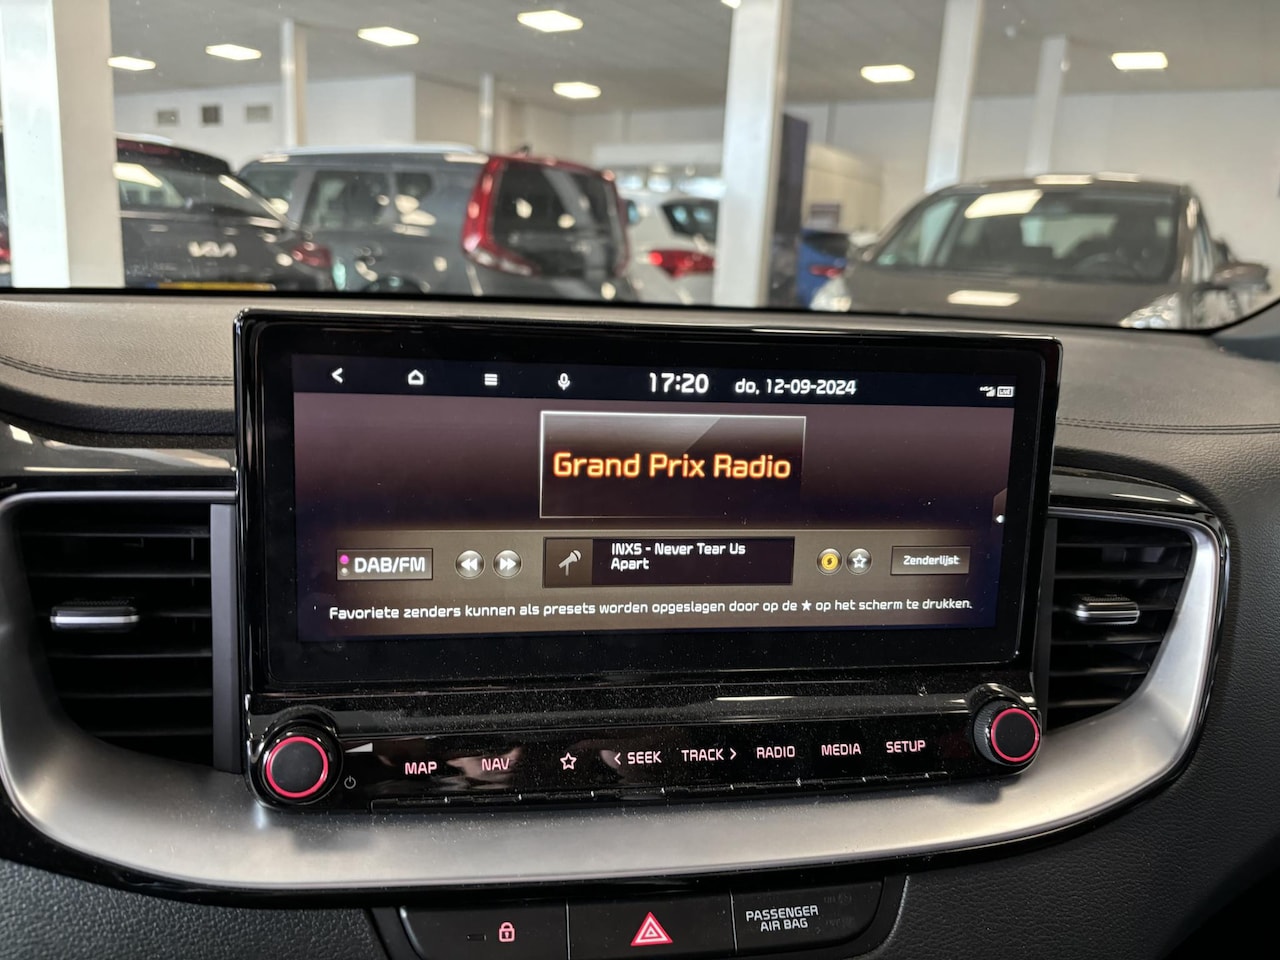 KIA
17:20 do, 12-09-2024
Grand Prix Radio
DAB/FM
INXS - Never Tear Us
Apart
Zenderlijst
Favoriete zenders kunnen als presets worden opgeslagen door op de ★ op het scherm te drukken.
MAP NAV ☆ < SEEK TRACK > RADIO MEDIA SETUP
PASSENGER
AIR BAG